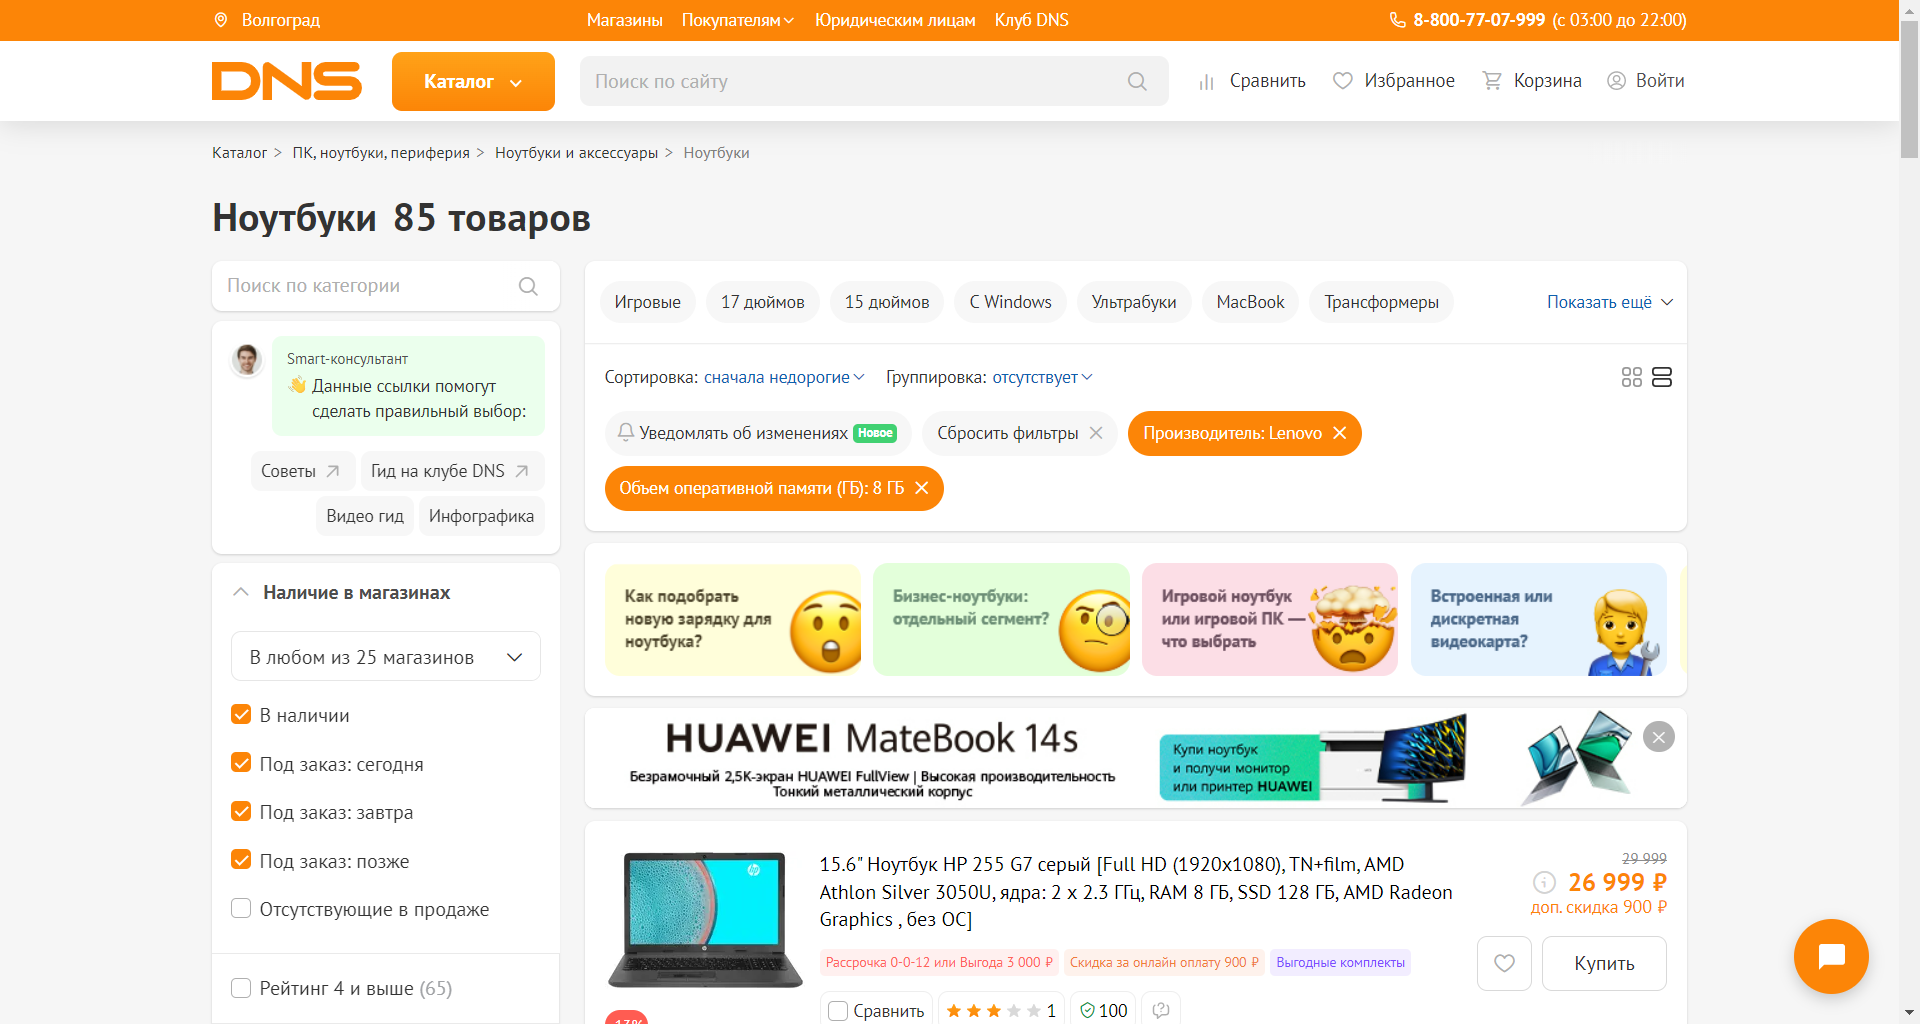 Волгоград
Магазины Покупателям Юридическим лицам Клуб DNS
8-800-77-07-999 (с 03:00 до 22:00)
DNS
Каталог
Поиск по сайту
Сравнить Избранное Корзина Войти
Каталог > ПК, ноутбуки, периферия > Ноутбуки и аксессуары > Ноутбуки
Ноутбуки 85 товаров
Поиск по категории
Smart-консультант
👋 Данные ссылки помогут
сделать правильный выбор:
Советы Гид на клубе DNS
Видео гид Инфографика
Наличие в магазинах
В любом из 25 магазинов
В наличии
Под заказ: сегодня
Под заказ: завтра
Под заказ: позже
Отсутствующие в продаже
Рейтинг 4 и выше (65)
Игровые 17 дюймов 15 дюймов С Windows Ультрабуки MacBook Трансформеры Показать ещё
Сортировка: сначала недорогие Группировка: отсутствует
Уведомлять об изменениях Новое Сбросить фильтры Производитель: Lenovo
Объем оперативной памяти (ГБ): 8 ГБ
Как подобрать
новую зарядку для
ноутбука?
Бизнес-ноутбуки:
отдельный сегмент?
Игровой ноутбук
или игровой ПК —
что выбрать
Встроенная или
дискретная
видеокарта?
HUAWEI MateBook 14s
Безрамочный 2,5K-экран HUAWEI FullView | Высокая производительность
Тонкий металлический корпус
Купи ноутбук
и получи монитор
или принтер HUAWEI
15.6" Ноутбук HP 255 G7 серый [Full HD (1920x1080), TN+film, AMD
Athlon Silver 3050U, ядра: 2 х 2.3 ГГц, RAM 8 ГБ, SSD 128 ГБ, AMD Radeon
Graphics , без ОС]
29 999
26 999 ₽
доп. скидка 900 ₽
Рассрочка 0-0-12 или Выгода 3 000 ₽ Скидка за онлайн оплату 900 ₽ Выгодные комплекты
Купить
Сравнить 1 100
-13%